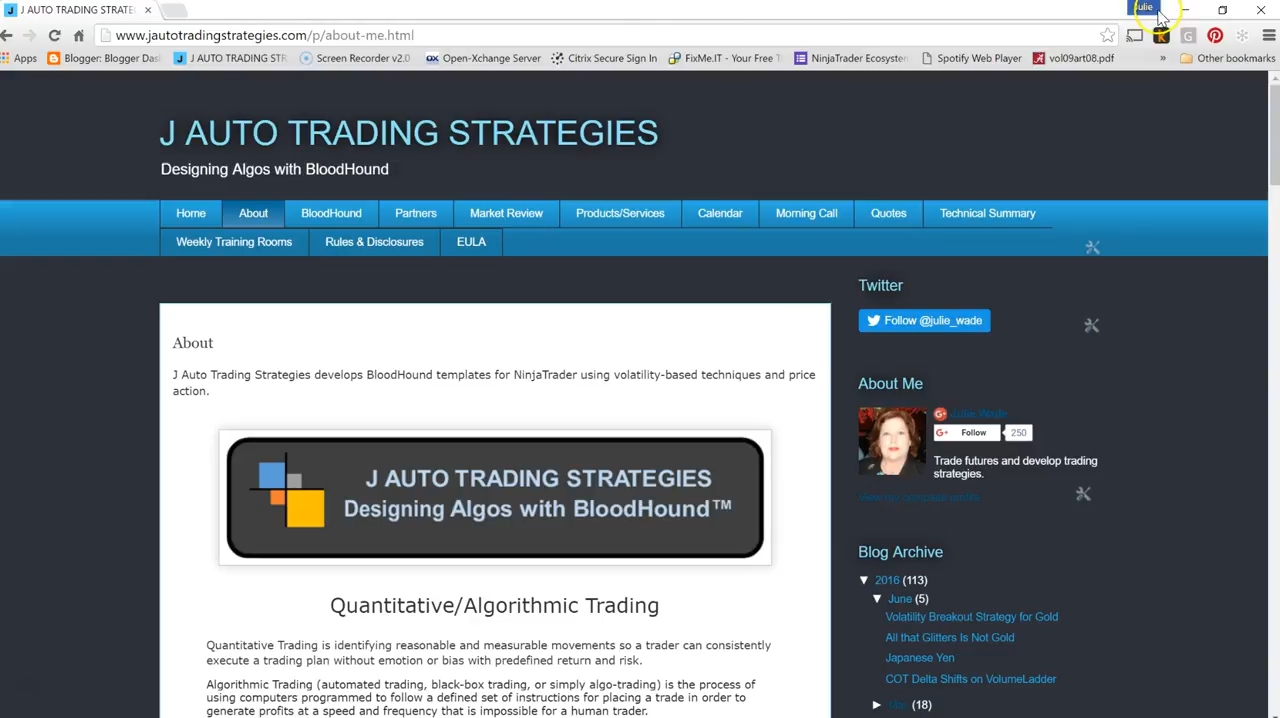 J AUTO TRADING STRATE
Julie
www.jautotradingstrategies.com/p/about-me.html
Apps
Blogger: Blogger Das
J AUTO TRADING STR
Screen Recorder v2.0
Open-Xchange Server
Citrix Secure Sign In
FixMe.IT - Your Free T
NinjaTrader Ecosysten
Spotify Web Player
vol09art08.pdf
»
Other bookmarks
J AUTO TRADING STRATEGIES
Designing Algos with BloodHound
Home
About
BloodHound
Partners
Market Review
Products/Services
Calendar
Morning Call
Quotes
Technical Summary
Weekly Training Rooms
Rules & Disclosures
EULA
About
J Auto Trading Strategies develops BloodHound templates for NinjaTrader using volatility-based techniques and price
action.
J AUTO TRADING STRATEGIES
Designing Algos with BloodHound™
Quantitative/Algorithmic Trading
Quantitative Trading is identifying reasonable and measurable movements so a trader can consistently
execute a trading plan without emotion or bias with predefined return and risk.
Algorithmic Trading (automated trading, black-box trading, or simply algo-trading) is the process of
using computers programmed to follow a defined set of instructions for placing a trade in order to
generate profits at a speed and frequency that is impossible for a human trader.
Twitter
Follow @julie_wade
About Me
Julie Wade
Follow
250
Trade futures and develop trading
strategies.
View my complete profile
Blog Archive
▼ 2016 (113)
▼ June (5)
Volatility Breakout Strategy for Gold
All that Glitters Is Not Gold
Japanese Yen
COT Delta Shifts on VolumeLadder
► May (18)